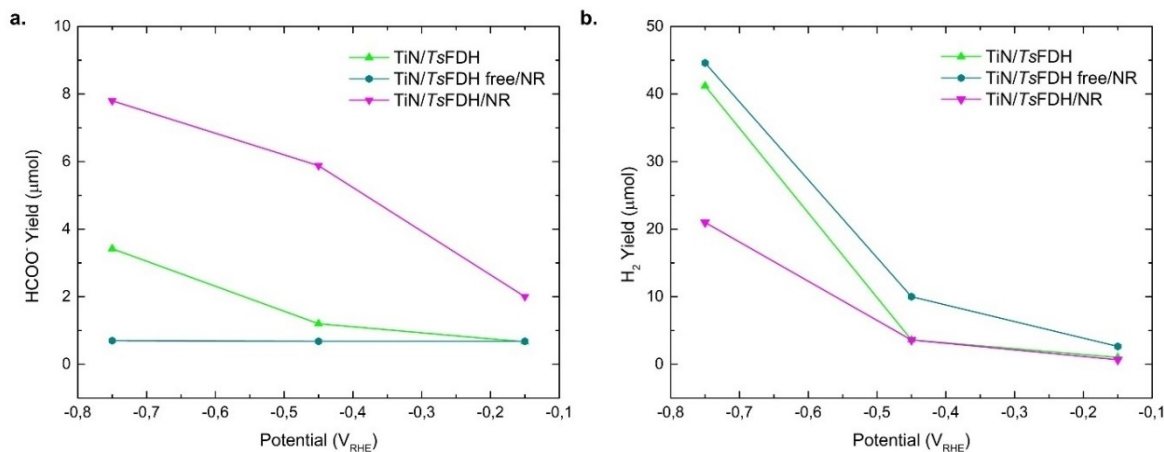 a.
10
8
6
4
2
0
HCOO⁻ Yield (μmol)
TiN/TsFDH
TiN/TsFDH free/NR
TiN/TsFDH/NR
-0,8 -0,7 -0,6 -0,5 -0,4 -0,3 -0,2 -0,1
Potential (V_RHE)
b.
50
40
30
20
10
0
H₂ Yield (μmol)
TiN/TsFDH
TiN/TsFDH free/NR
TiN/TsFDH/NR
-0,8 -0,7 -0,6 -0,5 -0,4 -0,3 -0,2 -0,1
Potential (V_RHE)